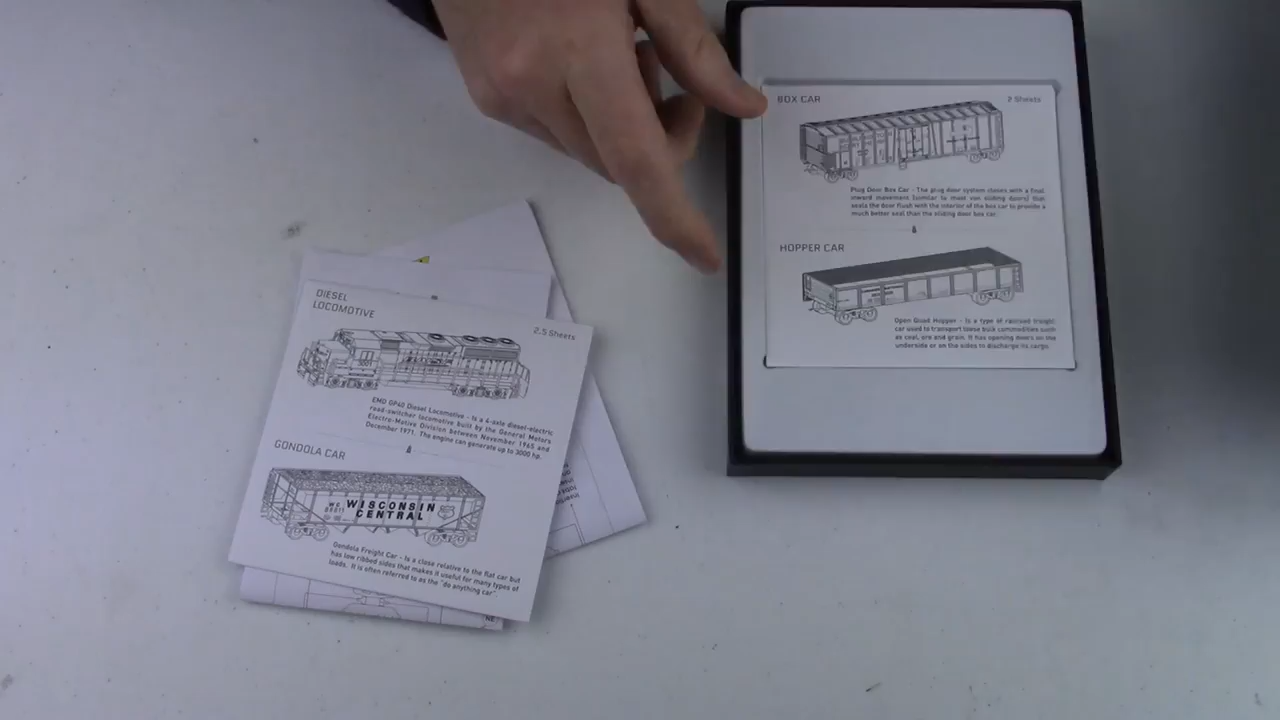 BOX CAR
2 Sheets
Plug Door Box Car - The plug door system closes with a final
inward movement (similar to most van sliding doors) that
seals the door flush with the interior of the box car to provide a
much better seal than the sliding door box car.
HOPPER CAR
Open Quad Hopper - Is a type of railroad freight
car used to transport loose bulk commodities such
as coal, ore and grain. It has opening doors on the
underside or on the sides to discharge its cargo.
DIESEL
LOCOMOTIVE
2.5 Sheets
EMD GP40 Diesel Locomotive - Is a 4-axle diesel-electric
road-switcher locomotive built by the General Motors
Electro-Motive Division between November 1965 and
December 1971. The engine can generate up to 3000 hp.
GONDOLA CAR
WC
WISCONSIN
CENTRAL
Gondola Freight Car - Is a close relative to the flat car but
has low ribbed sides that makes it useful for many types of
loads. It is often referred to as the "do anything car".